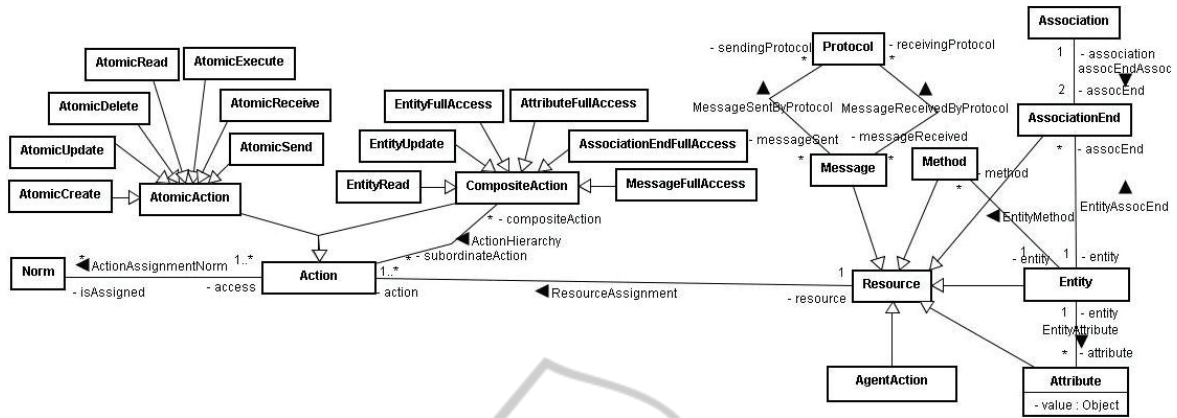 Association
- sendingProtocol
Protocol
- receivingProtocol
*
*
1
- association
assocEndAssoc
2
- assocEnd
AtomicRead
AtomicExecute
AtomicDelete
AtomicReceive
AtomicUpdate
AtomicSend
AtomicCreate
AtomicAction
EntityFullAccess
AttributeFullAccess
EntityUpdate
AssociationEndFullAccess
EntityRead
CompositeAction
MessageFullAccess
MessageSentByProtocol
MessageReceivedByProtocol
- messageSent
- messageReceived
*
*
Message
Method
- method
*
AssociationEnd
*
- assocEnd
EntityAssocEnd
EntityMethod
* - compositeAction
ActionHierarchy
*
- subordinateAction
Norm
*
ActionAssignmentNorm
1..*
- isAssigned
- access
Action
1..*
- action
ResourceAssignment
1
- resource
Resource
1
- entity
1
- entity
Entity
1
- entity
EntityAttribute
*
- attribute
AgentAction
Attribute
- value : Object